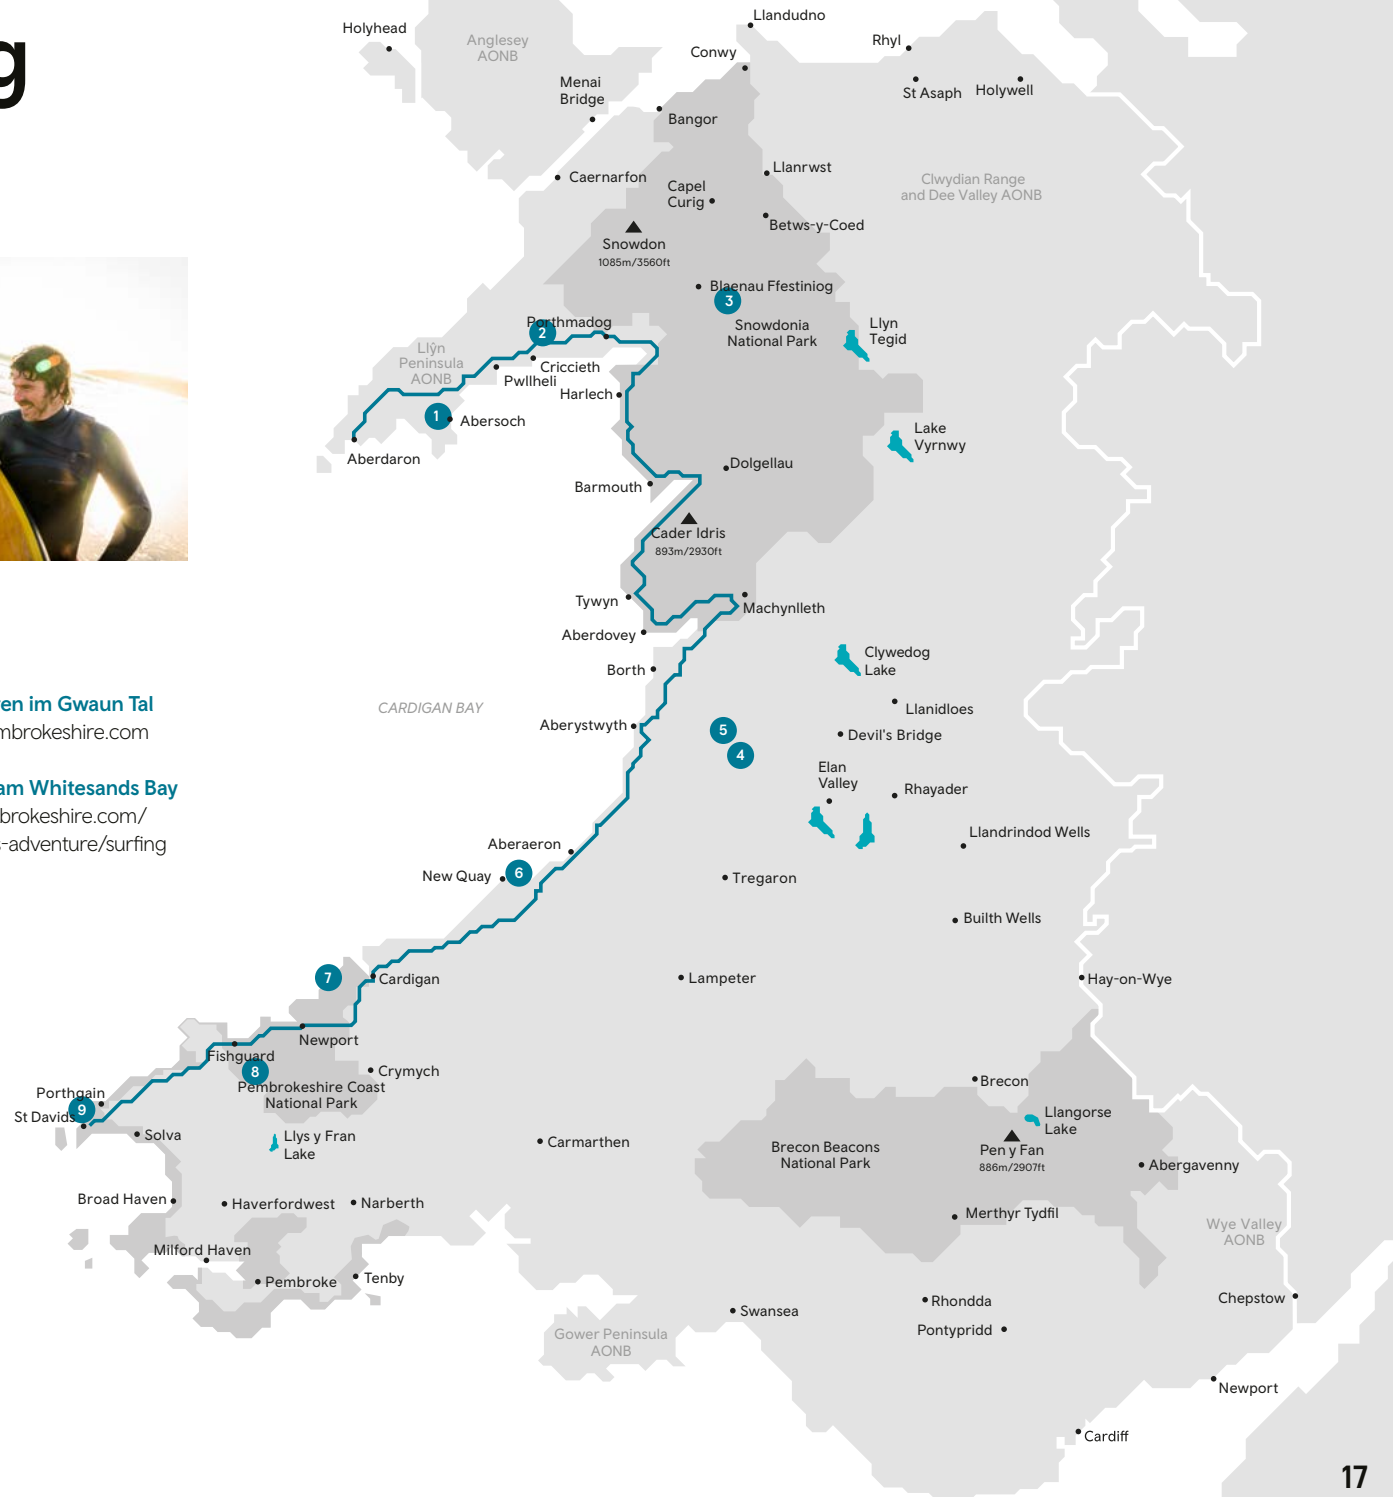 g
en im Gwaun Tal
mbrokeshire.com
am Whitesands Bay
brokeshire.com/
s-adventure/surfing
Holyhead
Anglesey
AONB
Menai
Bridge
Llandudno
Conwy
Rhyl
St Asaph
Holywell
Bangor
Caernarfon
Llanrwst
Capel
Curig
Betws-y-Coed
Clwydian Range
and Dee Valley AONB
Snowdon
1085m/3560ft
Blaenau Ffestiniog
3
Snowdonia
National Park
Llyn
Tegid
Porthmadog
2
Llŷn
Peninsula
AONB
Criccieth
Pwllheli
Harlech
1
Abersoch
Aberdaron
Lake
Vyrnwy
Dolgellau
Barmouth
Cader Idris
893m/2930ft
Tywyn
Machynlleth
Aberdovey
Borth
Clywedog
Lake
CARDIGAN BAY
Llanidloes
Aberystwyth
5
4
Devil's Bridge
Elan
Valley
Rhayader
Llandrindod Wells
Aberaeron
New Quay
6
Tregaron
Builth Wells
7
Cardigan
Lampeter
Hay-on-Wye
Newport
Fishguard
8
Crymych
Pembrokeshire Coast
National Park
Porthgain
St Davids
9
Solva
Llys y Fran
Lake
Carmarthen
Brecon
Llangorse
Lake
Brecon Beacons
National Park
Pen y Fan
886m/2907ft
Abergavenny
Broad Haven
Haverfordwest
Narberth
Merthyr Tydfil
Wye Valley
AONB
Milford Haven
Pembroke
Tenby
Swansea
Rhondda
Pontypridd
Chepstow
Gower Peninsula
AONB
Newport
Cardiff
17